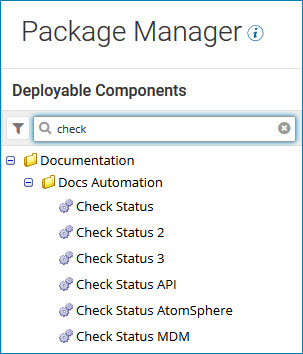 Package Manager
Deployable Components
check
Documentation
Docs Automation
Check Status
Check Status 2
Check Status 3
Check Status API
Check Status AtomSphere
Check Status MDM